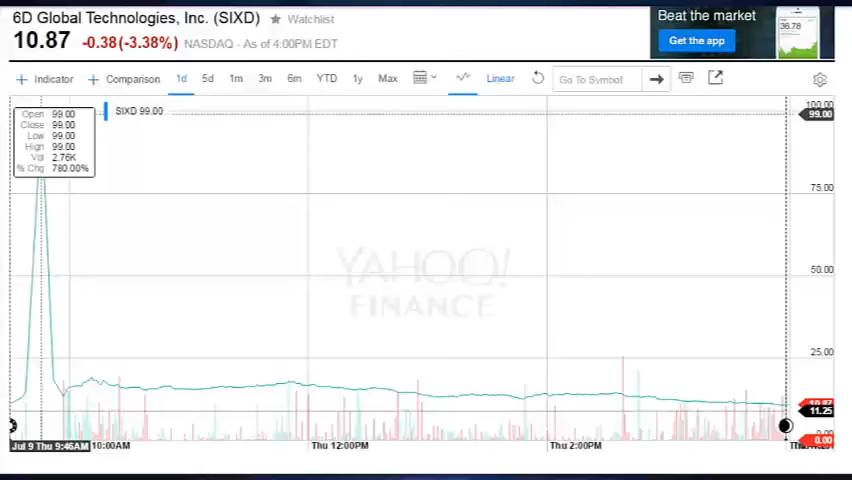 6D Global Technologies, Inc. (SIXD) ★ Watchlist
10.87 -0.38(-3.38%) NASDAQ - As of 4:00PM EDT
Beat the market
Get the app
36.78
+ Indicator + Comparison 1d 5d 1m 3m 6m YTD 1y Max Linear Go To Symbol
Open 99.00
Close 99.00
Low 99.00
High 99.00
Vol 2.76K
% Chg 780.00%
SIXD 99.00
100.00
99.00
75.00
50.00
25.00
10.87
11.25
0.00
0.00
YAHOO!
FINANCE
Jul 9 Thu 9:46AM 10:00AM Thu 12:00PM Thu 2:00PM